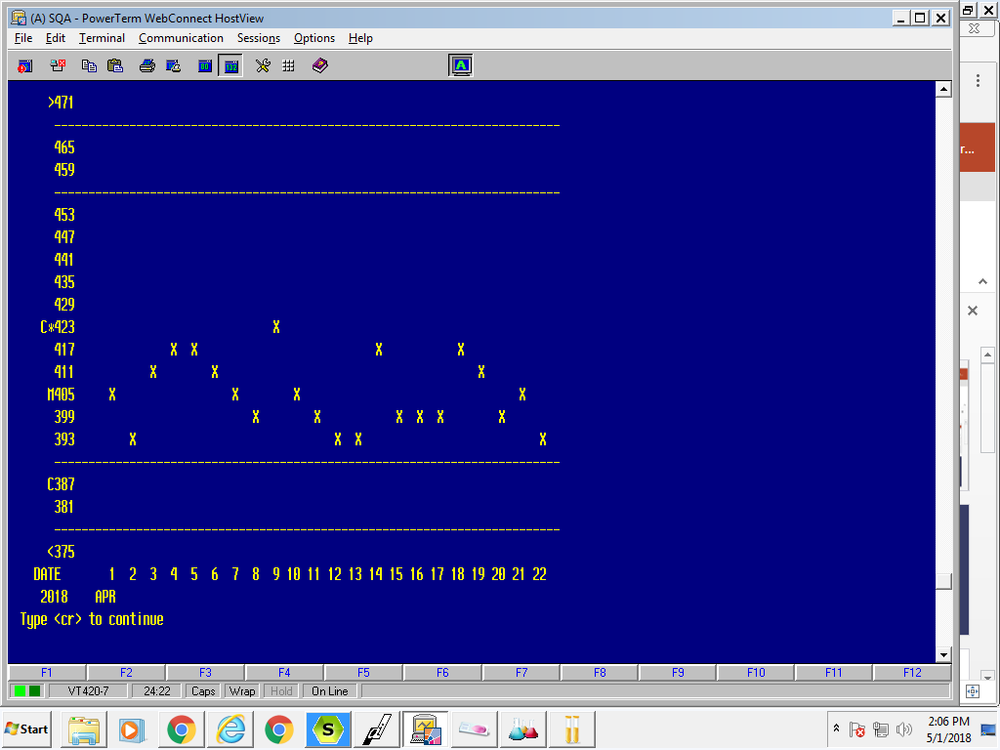 (A) SQA - PowerTerm WebConnect HostView
File Edit Terminal Communication Sessions Options Help
80 132 A
>471
------------------------------------------------------------------------
465
459
------------------------------------------------------------------------
453
447
441
435
429
C*423 X
417 X X X X
411 X X X
M405 X X X X
399 X X X X X X
393 X X X X
------------------------------------------------------------------------
C387
381
------------------------------------------------------------------------
<375
DATE 1 2 3 4 5 6 7 8 9 10 11 12 13 14 15 16 17 18 19 20 21 22
2018 APR
Type <cr> to continue
F1 F2 F3 F4 F5 F6 F7 F8 F9 F10 F11 F12
VT420-7 24:22 Caps Wrap Hold On Line
r...
Start
S
2:06 PM
5/1/2018